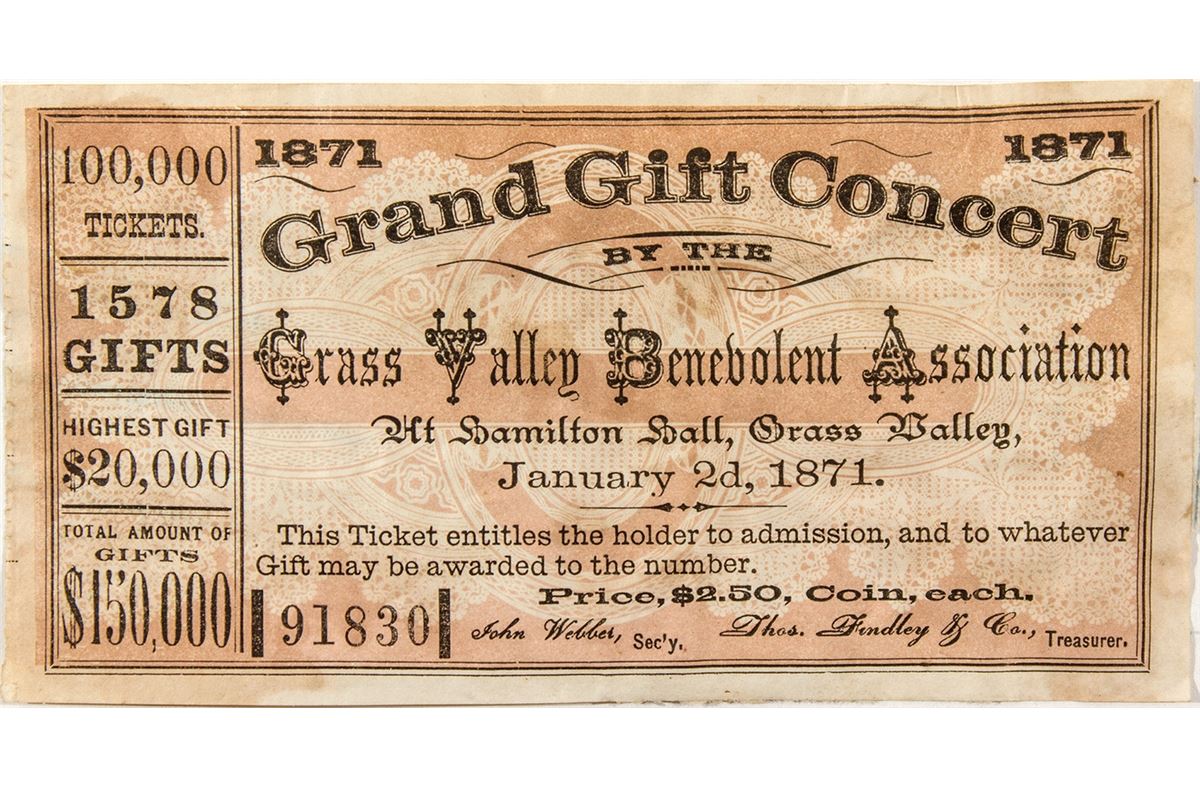 100,000
TICKETS.
1578
GIFTS
HIGHEST GIFT
$20,000
TOTAL AMOUNT OF
GIFTS
$150,000
1871 1871
Grand Gift Concert
BY THE
Grass Valley Benevolent Association
At Hamilton Hall, Grass Valley,
January 2d, 1871.
This Ticket entitles the holder to admission, and to whatever
Gift may be awarded to the number.
Price, $2.50, Coin, each.
91830 John Webber, Sec'y. Thos. Findley & Co., Treasurer.